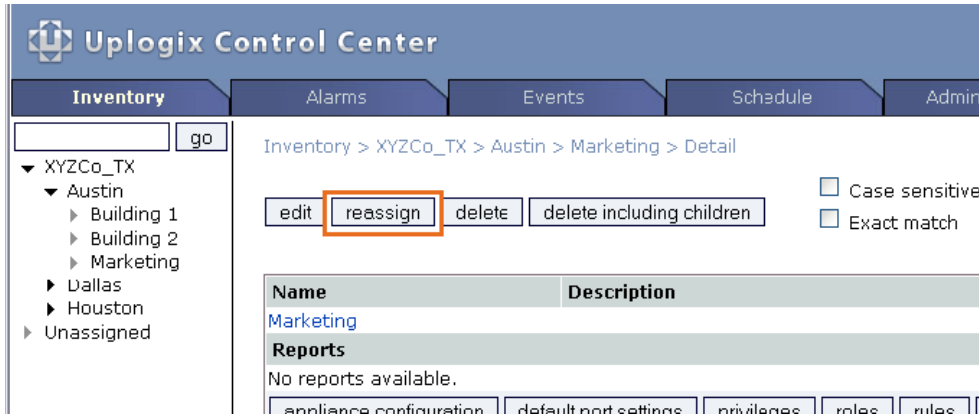 Uplogix Control Center
Inventory Alarms Events Schedule Admin
go
Inventory > XYZCo_TX > Austin > Marketing > Detail
XYZCo_TX
Austin
Building 1
Building 2
Marketing
Dallas
Houston
Unassigned
edit reassign delete delete including children
Case sensitive
Exact match
Name Description
Marketing
Reports
No reports available.
appliance configuration default port settings privileges roles rules